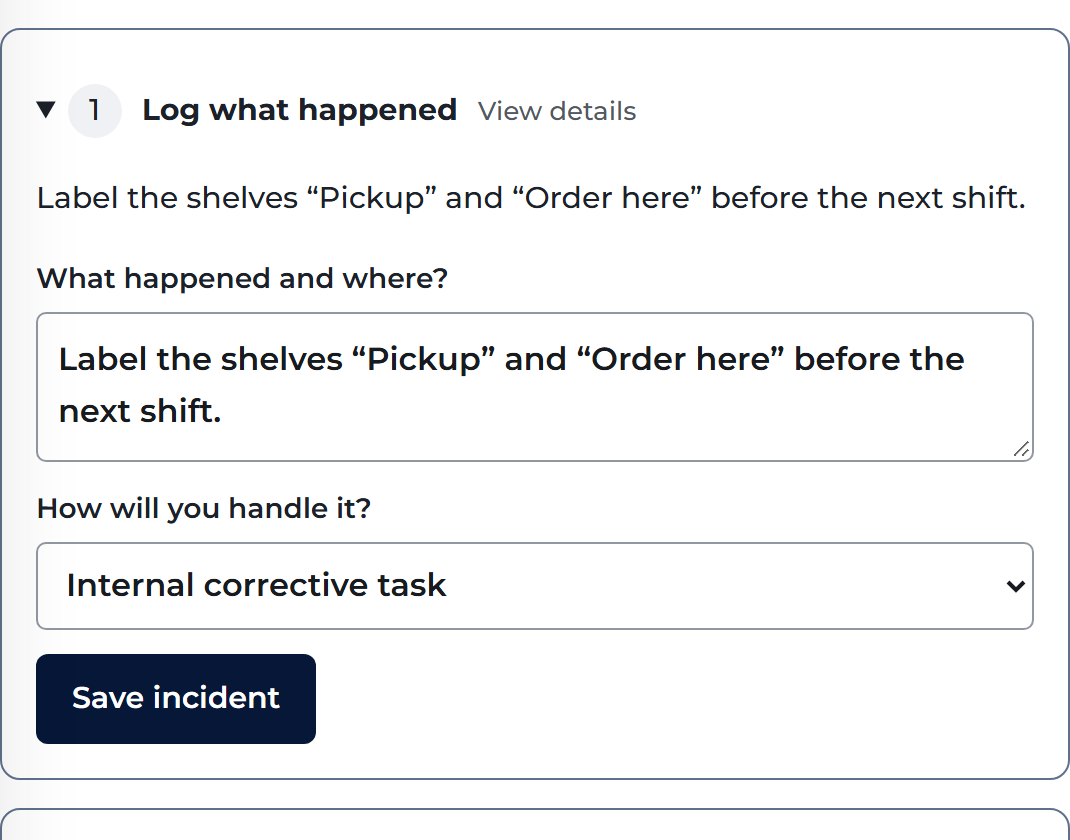 1 Log what happened View details
Label the shelves “Pickup” and “Order here” before the next shift.
What happened and where?
Label the shelves “Pickup” and “Order here” before the
next shift.
How will you handle it?
Internal corrective task
Save incident